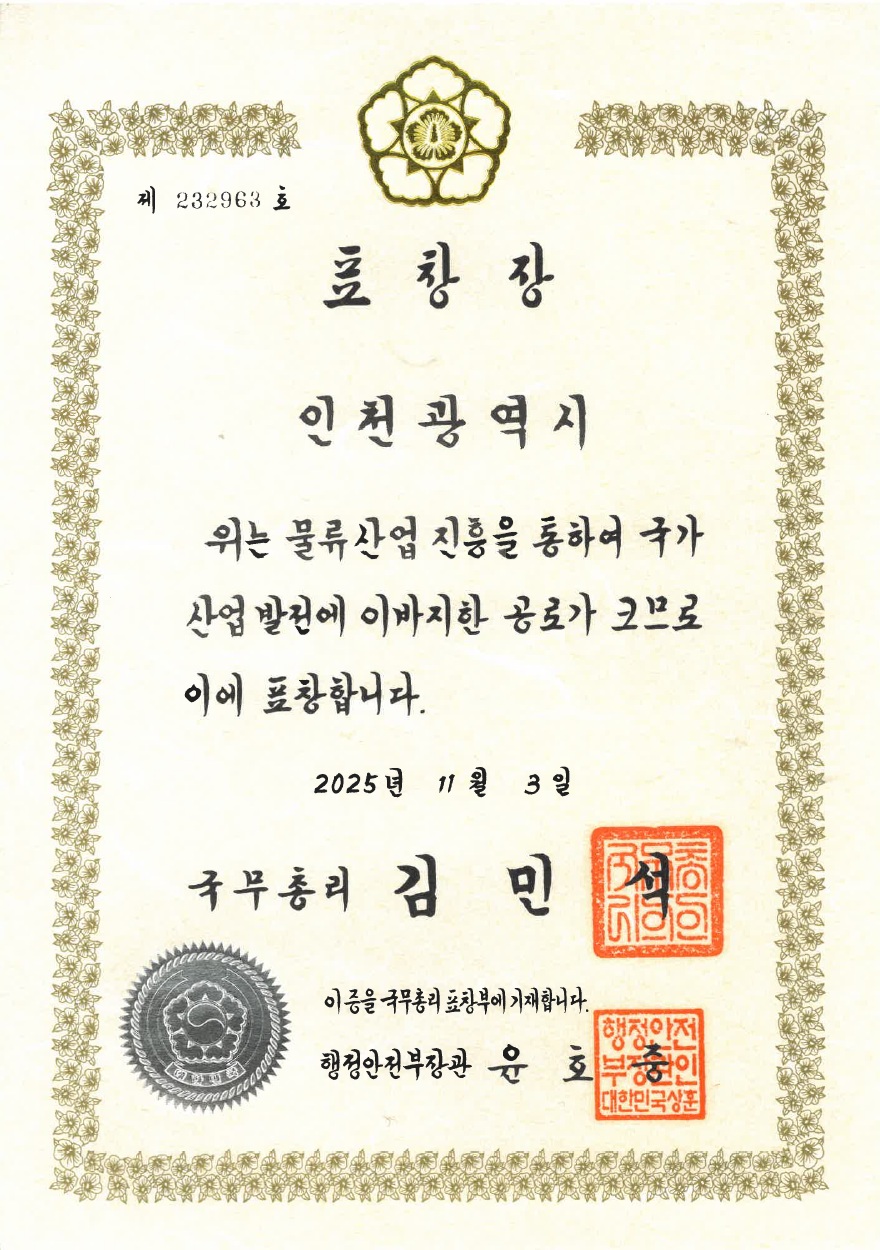 제 232963 호
표 창 장
인천광역시
위는 물류산업 진흥을 통하여 국가
산업발전에 이바지한 공로가 크므로
이에 표창합니다.
2025년 11월 3일
국무총리 김 민 석
이 증을 국무총리 표창부에 기재합니다.
행정안전부장관 윤 호 중
행정안전
부장관인
대한민국상훈